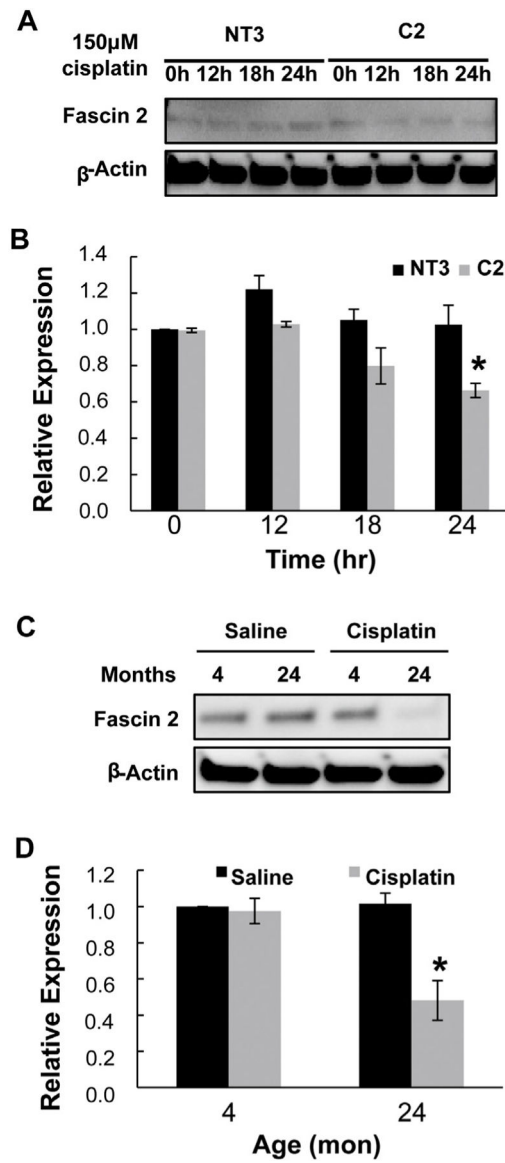 A
150µM cisplatin
NT3 C2
0h 12h 18h 24h 0h 12h 18h 24h
Fascin 2
β-Actin
B
Relative Expression
1.4
1.2
1.0
0.8
0.6
0.4
0.2
0.0
NT3 C2
*
0 12 18 24
Time (hr)
C
Saline Cisplatin
Months 4 24 4 24
Fascin 2
β-Actin
D
Relative Expression
1.2
1.0
0.8
0.6
0.4
0.2
0.0
Saline Cisplatin
*
4 24
Age (mon)